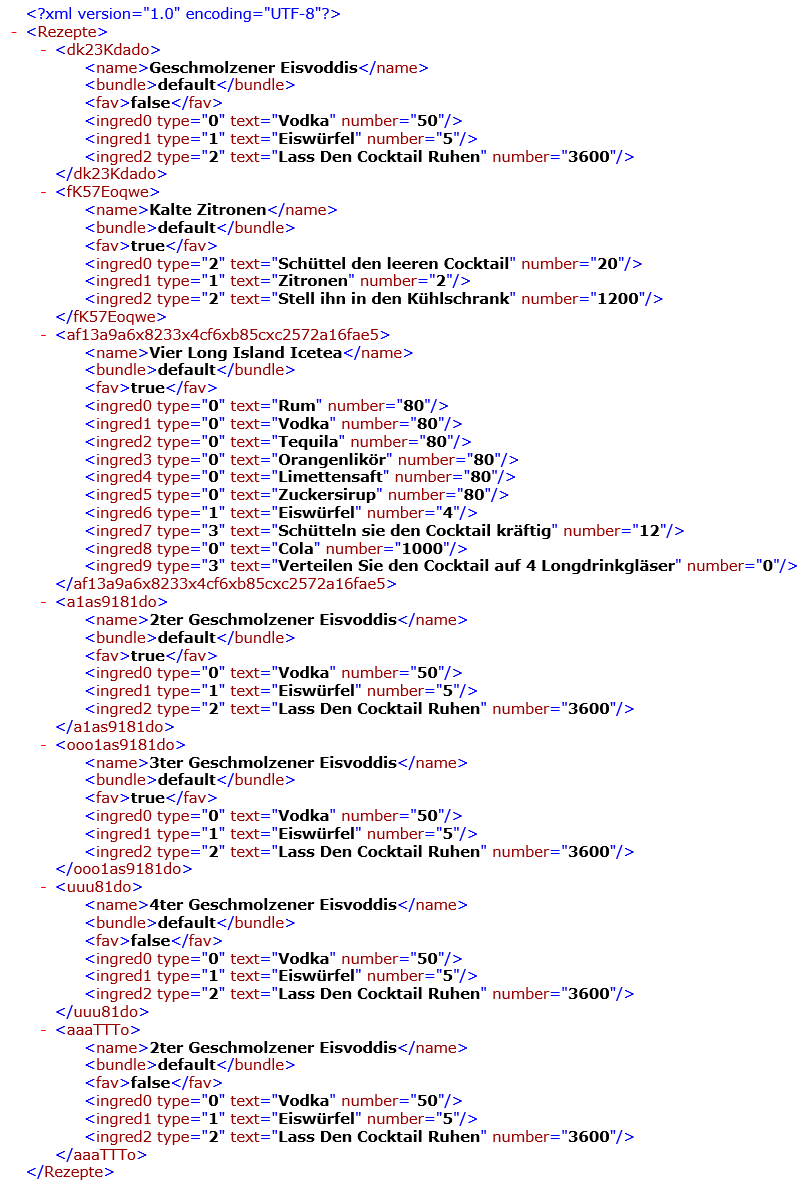 <?xml version="1.0" encoding="UTF-8"?>
- <Rezepte>
- <dk23Kdado>
<name>Geschmolzener Eisvoddis</name>
<bundle>default</bundle>
<fav>false</fav>
<ingred0 type="0" text="Vodka" number="50"/>
<ingred1 type="1" text="Eiswürfel" number="5"/>
<ingred2 type="2" text="Lass Den Cocktail Ruhen" number="3600"/>
</dk23Kdado>
- <fK57Eoqwe>
<name>Kalte Zitronen</name>
<bundle>default</bundle>
<fav>true</fav>
<ingred0 type="2" text="Schüttel den leeren Cocktail" number="20"/>
<ingred1 type="1" text="Zitronen" number="2"/>
<ingred2 type="2" text="Stell ihn in den Kühlschrank" number="1200"/>
</fK57Eoqwe>
- <af13a9a6x8233x4cf6xb85cxc2572a16fae5>
<name>Vier Long Island Icetea</name>
<bundle>default</bundle>
<fav>true</fav>
<ingred0 type="0" text="Rum" number="80"/>
<ingred1 type="0" text="Vodka" number="80"/>
<ingred2 type="0" text="Tequila" number="80"/>
<ingred3 type="0" text="Orangenlikör" number="80"/>
<ingred4 type="0" text="Limettensaft" number="80"/>
<ingred5 type="0" text="Zuckersirup" number="80"/>
<ingred6 type="1" text="Eiswürfel" number="4"/>
<ingred7 type="3" text="Schütteln sie den Cocktail kräftig" number="12"/>
<ingred8 type="0" text="Cola" number="1000"/>
<ingred9 type="3" text="Verteilen Sie den Cocktail auf 4 Longdrinkgläser" number="0"/>
</af13a9a6x8233x4cf6xb85cxc2572a16fae5>
- <a1as9181do>
<name>2ter Geschmolzener Eisvoddis</name>
<bundle>default</bundle>
<fav>true</fav>
<ingred0 type="0" text="Vodka" number="50"/>
<ingred1 type="1" text="Eiswürfel" number="5"/>
<ingred2 type="2" text="Lass Den Cocktail Ruhen" number="3600"/>
</a1as9181do>
- <ooo1as9181do>
<name>3ter Geschmolzener Eisvoddis</name>
<bundle>default</bundle>
<fav>true</fav>
<ingred0 type="0" text="Vodka" number="50"/>
<ingred1 type="1" text="Eiswürfel" number="5"/>
<ingred2 type="2" text="Lass Den Cocktail Ruhen" number="3600"/>
</ooo1as9181do>
- <uuu81do>
<name>4ter Geschmolzener Eisvoddis</name>
<bundle>default</bundle>
<fav>false</fav>
<ingred0 type="0" text="Vodka" number="50"/>
<ingred1 type="1" text="Eiswürfel" number="5"/>
<ingred2 type="2" text="Lass Den Cocktail Ruhen" number="3600"/>
</uuu81do>
- <aaaTTTo>
<name>2ter Geschmolzener Eisvoddis</name>
<bundle>default</bundle>
<fav>false</fav>
<ingred0 type="0" text="Vodka" number="50"/>
<ingred1 type="1" text="Eiswürfel" number="5"/>
<ingred2 type="2" text="Lass Den Cocktail Ruhen" number="3600"/>
</aaaTTTo>
</Rezepte>